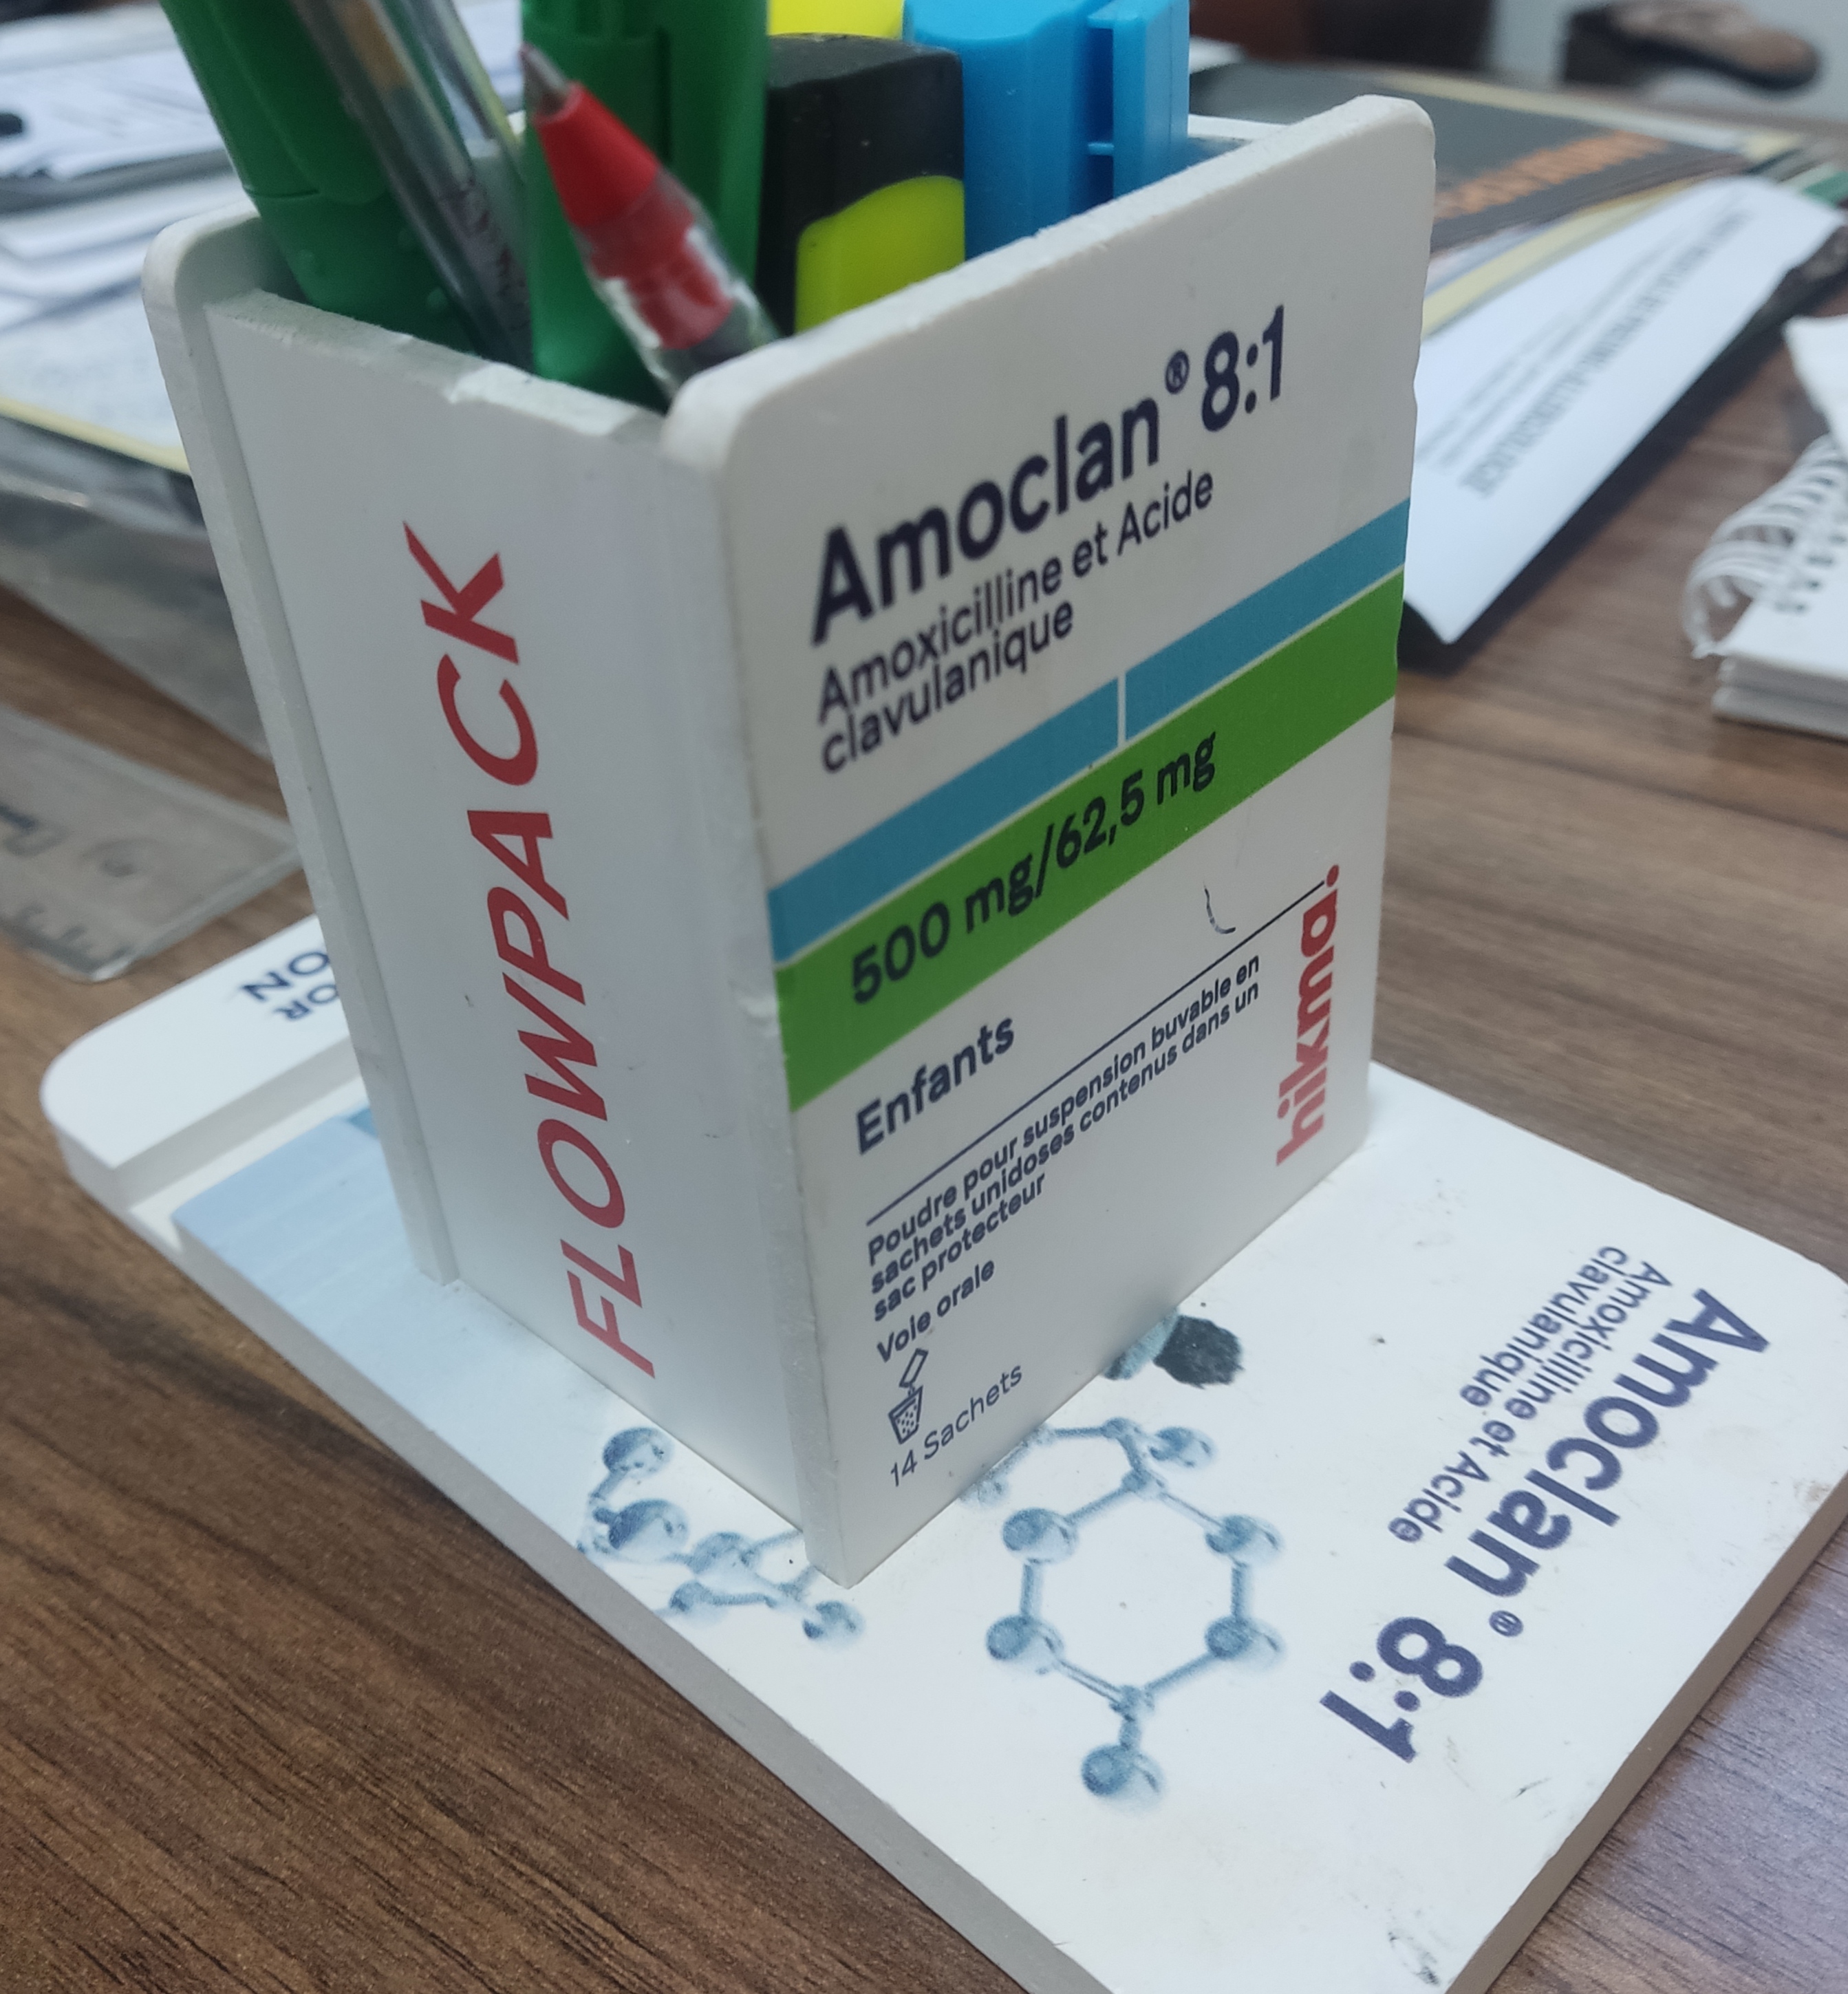 FLOWPACK
Amoclan® 8:1
Amoxicilline et Acide
clavulanique
500 mg/62,5 mg
Enfants
Poudre pour suspension buvable en
sachets unidoses contenus dans un
sac protecteur
Voie orale
14 Sachets
hikma.
OR
ON
Amoclan® 8:1
Amoxicilline et Acide
clavulanique